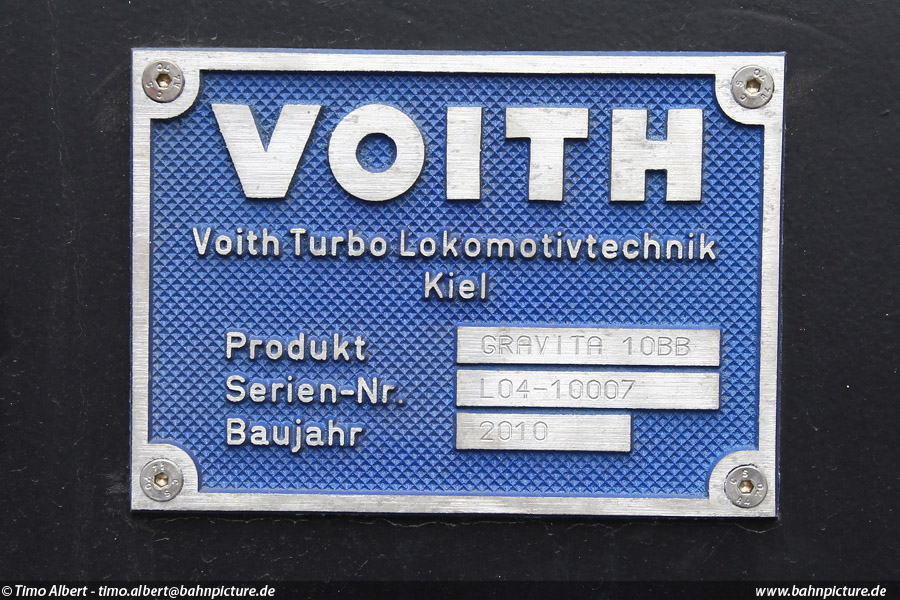 VOITH
Voith Turbo Lokomotivtechnik
Kiel
Produkt GRAVITA 10BB
Serien-Nr. L04-10007
Baujahr 2010
© Timo Albert - timo.albert@bahnpicture.de www.bahnpicture.de